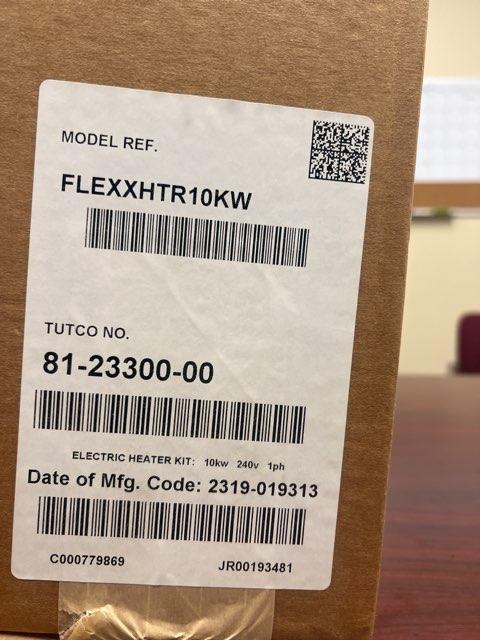 MODEL REF.
FLEXXHTR10KW
TUTCO NO.
81-23300-00
ELECTRIC HEATER KIT: 10kw 240v 1ph
Date of Mfg. Code: 2319-019313
C000779869 JR00193481